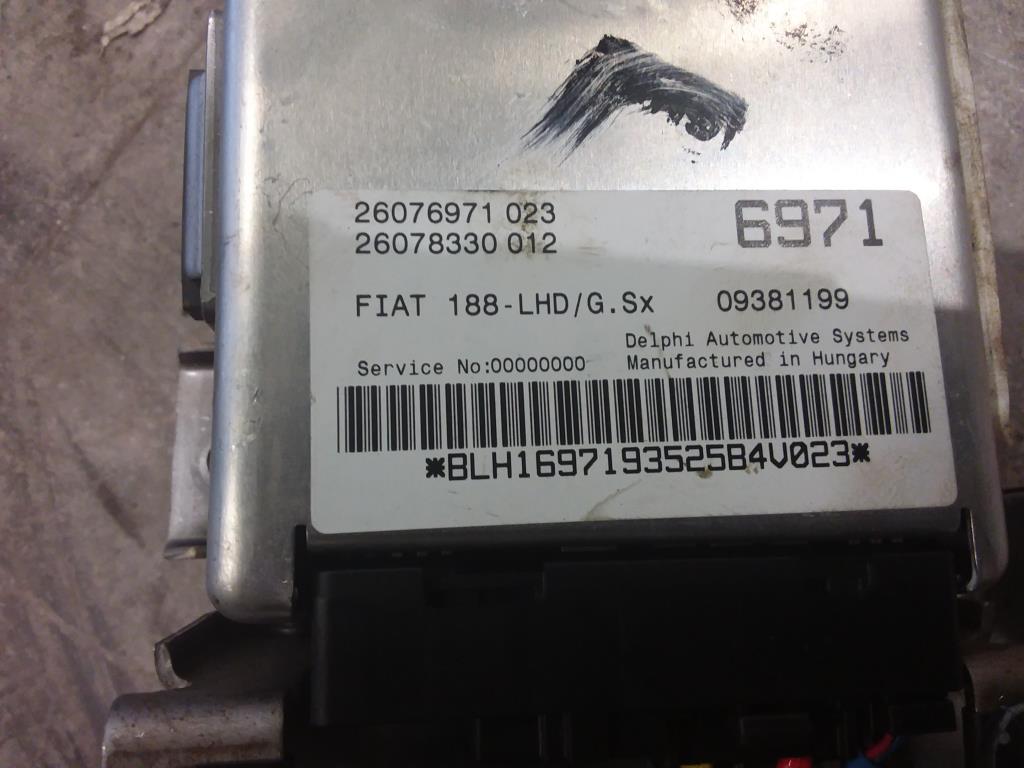 26076971 023
26078330 012
6971
FIAT 188-LHD/G.Sx 09381199
Delphi Automotive Systems
Service No:00000000 Manufactured in Hungary
*BLH1697193525B4V023*